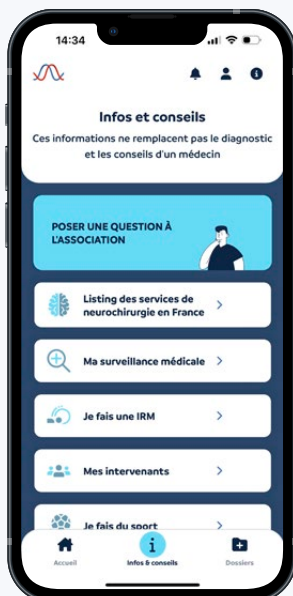 14:34
Infos et conseils
Ces informations ne remplacent pas le diagnostic
et les conseils d'un médecin
POSER UNE QUESTION À
L'ASSOCIATION
Listing des services de
neurochirurgie en France
Ma surveillance médicale
Je fais une IRM
Mes intervenants
Je fais du sport
Accueil
Infos & conseils
Dossiers